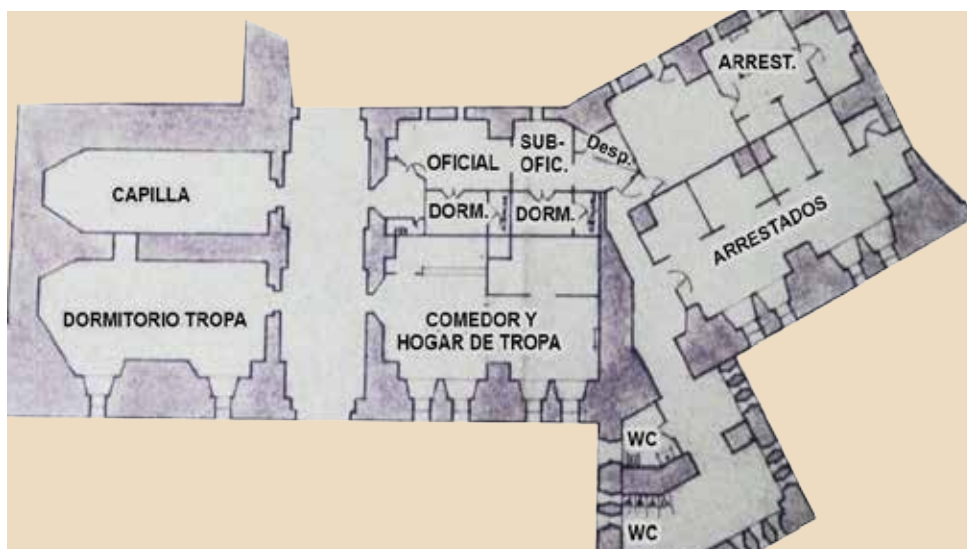 ARREST.
SUB-
OFIC.
Desp.
OFICIAL
CAPILLA
DORM.
DORM.
ARRESTADOS
DORMITORIO TROPA
COMEDOR Y
HOGAR DE TROPA
WC
WC